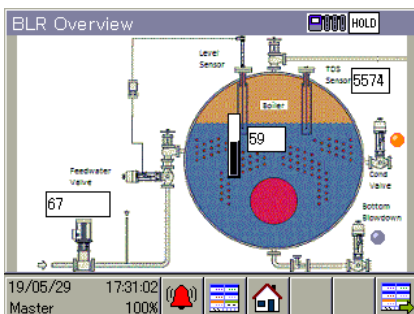 BLR Overview
HOLD
Level
Sensor
TDS
Sensor
5574
Boiler
59
Feedwater
Valve
67
Cond
Valve
Bottom
Blowdown
19/05/29 17:31:02
Master 100%